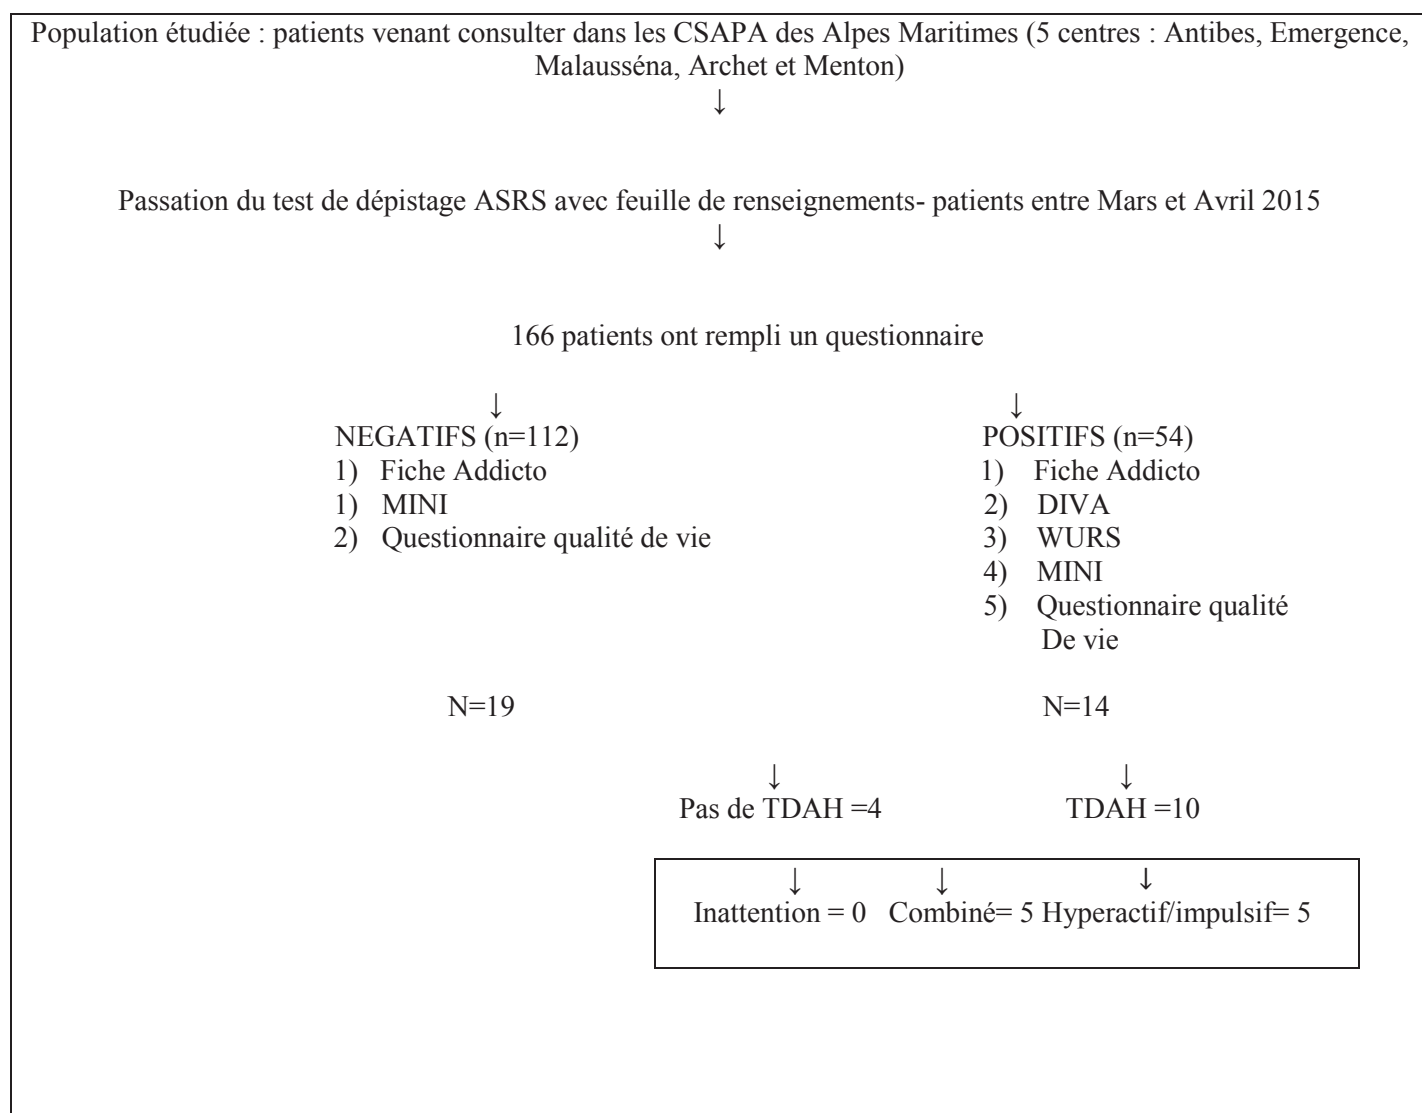 Population étudiée : patients venant consulter dans les CSAPA des Alpes Maritimes (5 centres : Antibes, Emergence,
Malausséna, Archet et Menton)
↓
Passation du test de dépistage ASRS avec feuille de renseignements- patients entre Mars et Avril 2015
↓
166 patients ont rempli un questionnaire
↓ ↓
NEGATIFS (n=112)
1) Fiche Addicto
1) MINI
2) Questionnaire qualité de vie
POSITIFS (n=54)
1) Fiche Addicto
2) DIVA
3) WURS
4) MINI
5) Questionnaire qualité
De vie
N=19 N=14
↓ ↓
Pas de TDAH =4 TDAH =10
↓ ↓ ↓
Inattention = 0 Combiné= 5 Hyperactif/impulsif= 5